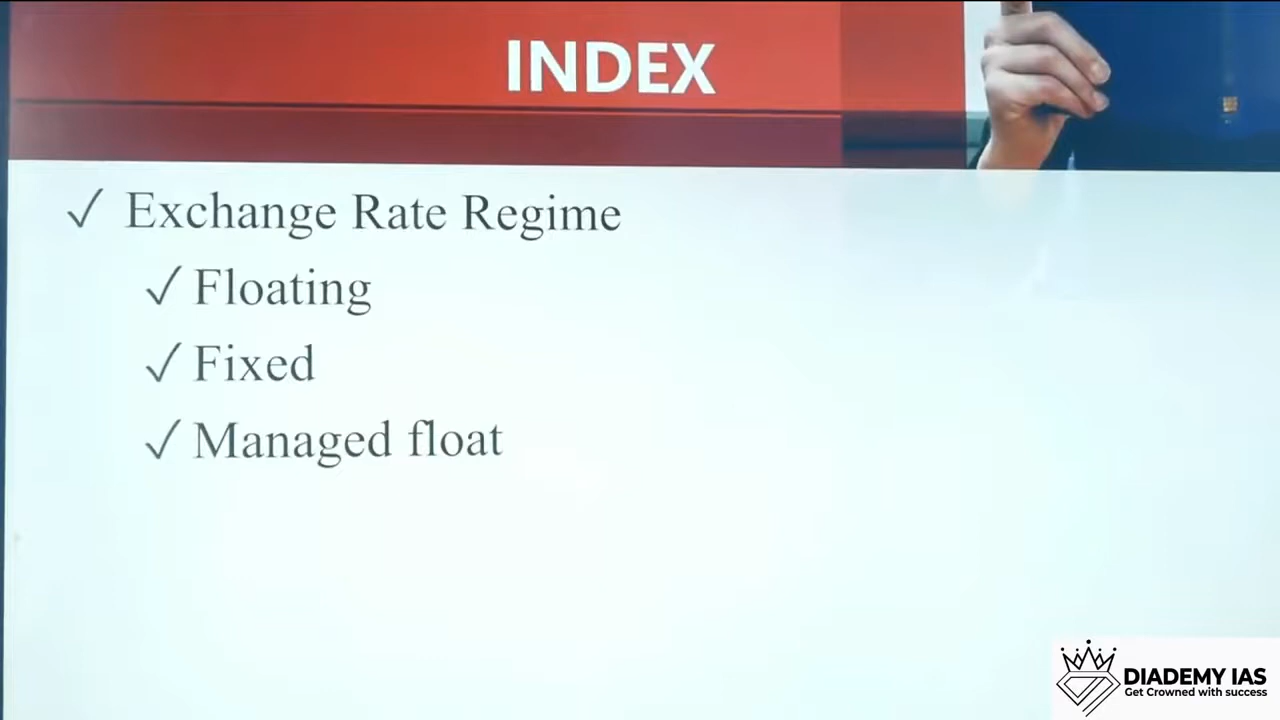 INDEX
✓ Exchange Rate Regime
✓ Floating
✓ Fixed
✓ Managed float
DIADEMY IAS
Get Crowned with success